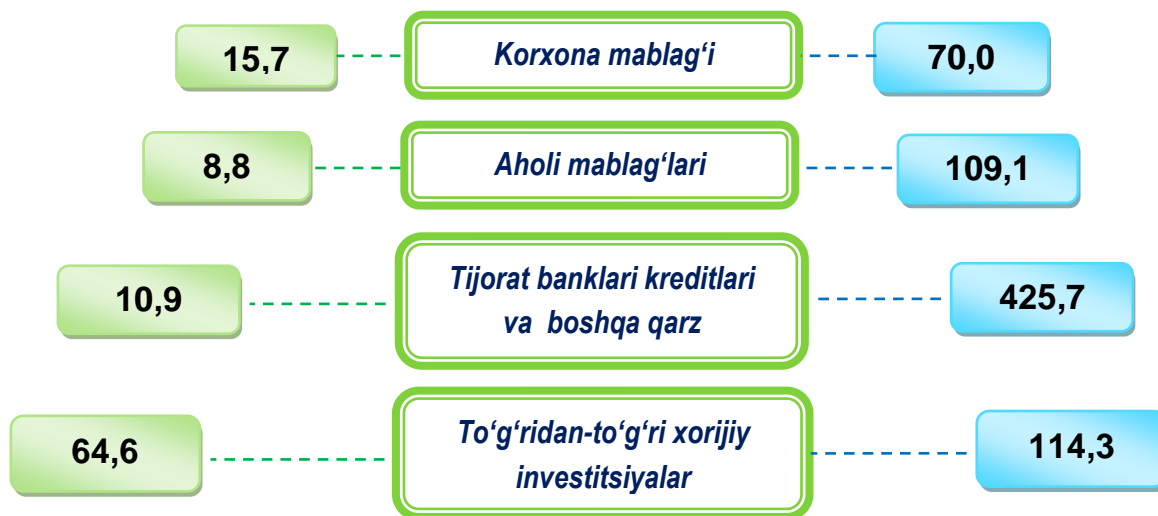 15,7 Korxona mablag‘i 70,0
8,8 Aholi mablag‘lari 109,1
10,9 Tijorat banklari kreditlari va boshqa qarz 425,7
64,6 To‘g‘ridan-to‘g‘ri xorijiy investitsiyalar 114,3